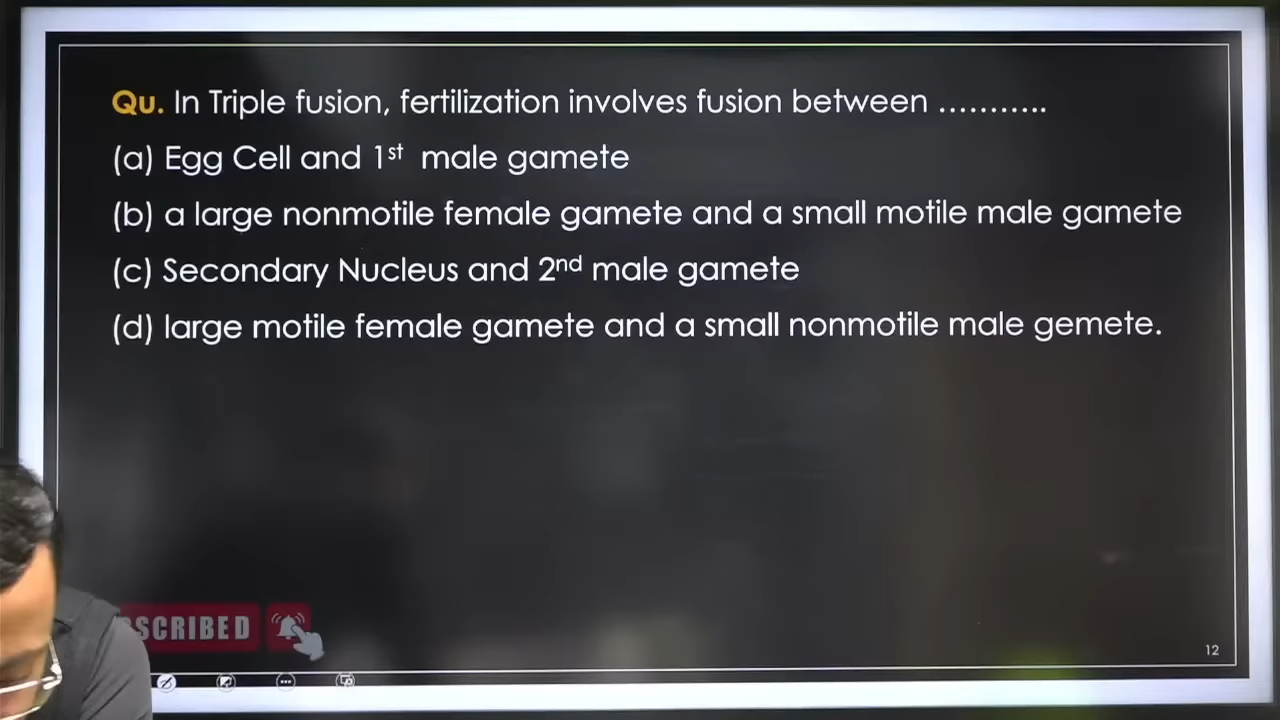 Qu. In Triple fusion, fertilization involves fusion between ...........
(a) Egg Cell and 1st male gamete
(b) a large nonmotile female gamete and a small motile male gamete
(c) Secondary Nucleus and 2nd male gamete
(d) large motile female gamete and a small nonmotile male gemete.
SCRIBED
12